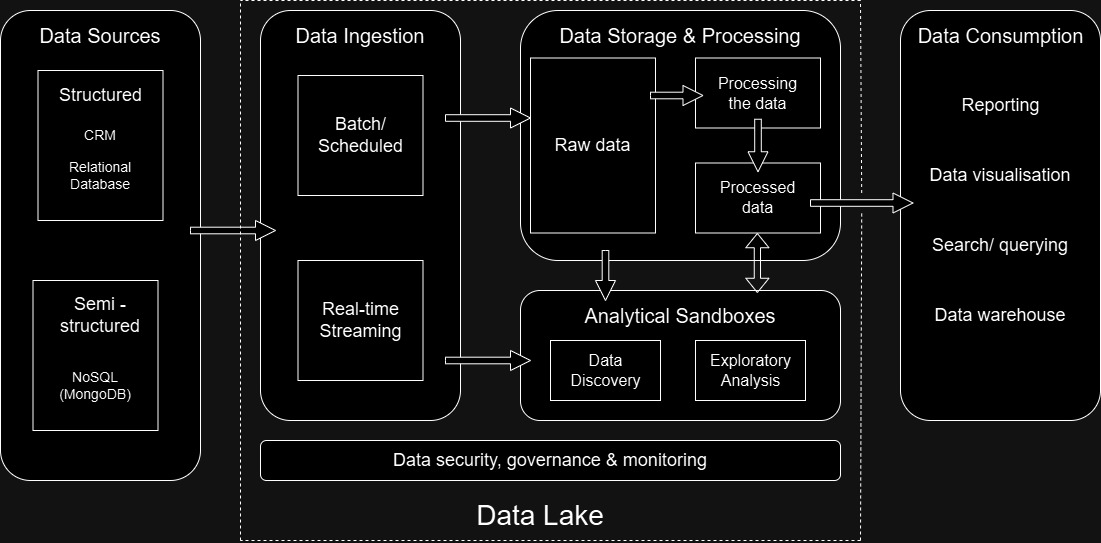 Data Sources
Structured
CRM
Relational
Database
Semi -
structured
NoSQL
(MongoDB)
Data Ingestion
Batch/
Scheduled
Real-time
Streaming
Data Storage & Processing
Raw data
Processing
the data
Processed
data
Analytical Sandboxes
Data
Discovery
Exploratory
Analysis
Data security, governance & monitoring
Data Lake
Data Consumption
Reporting
Data visualisation
Search/ querying
Data warehouse